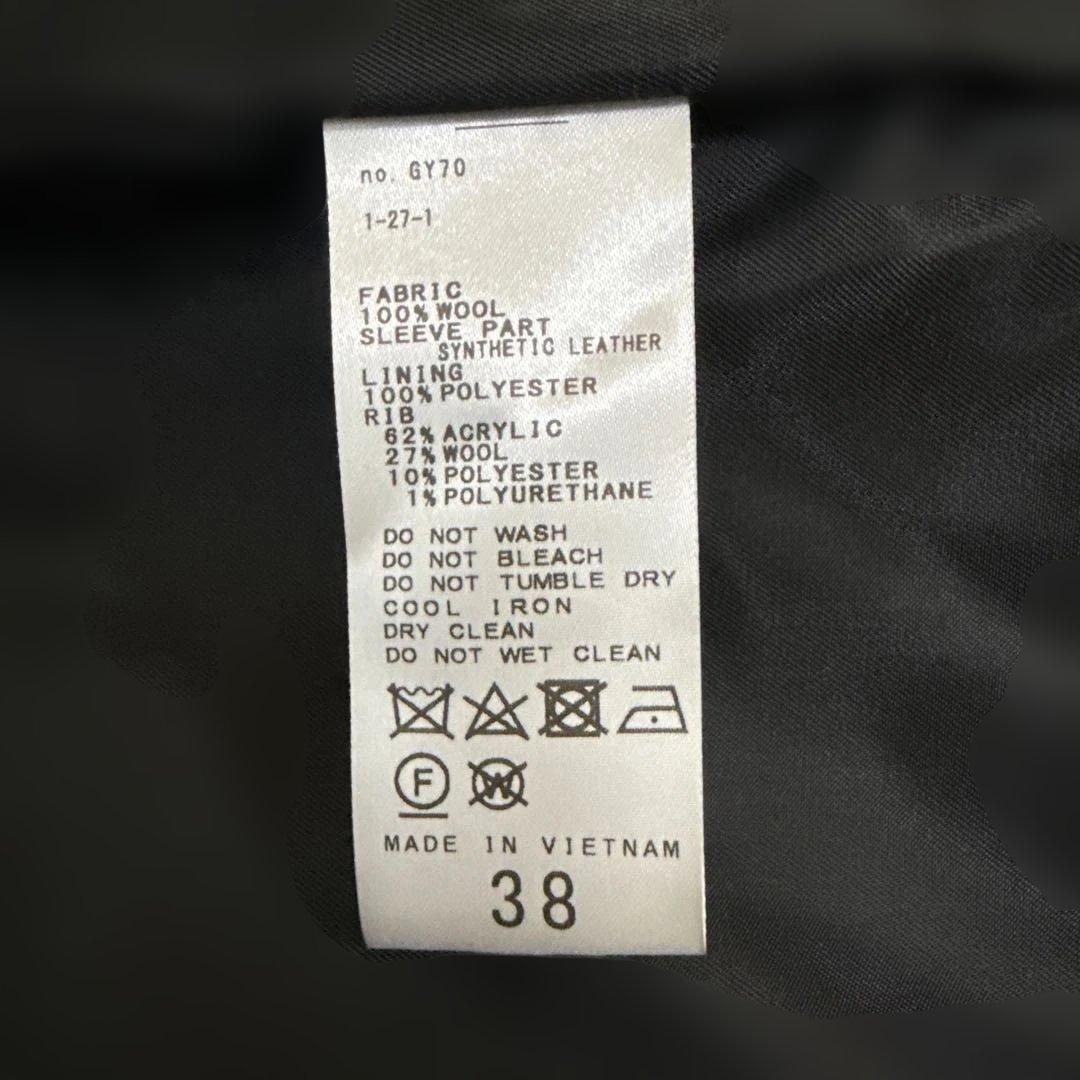 no. GY70
1-27-1
FABRIC
100% WOOL
SLEEVE PART
SYNTHETIC LEATHER
LINING
100% POLYESTER
RIB
62% ACRYLIC
27% WOOL
10% POLYESTER
1% POLYURETHANE
DO NOT WASH
DO NOT BLEACH
DO NOT TUMBLE DRY
COOL IRON
DRY CLEAN
DO NOT WET CLEAN
F W
MADE IN VIETNAM
38